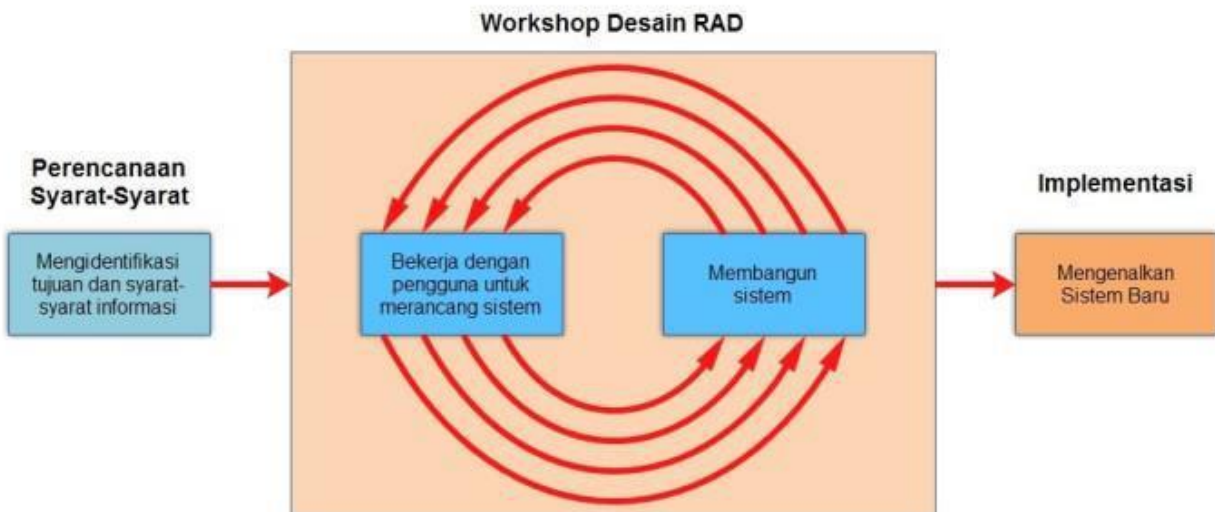 Workshop Desain RAD
Perencanaan
Syarat-Syarat
Mengidentifikasi
tujuan dan syarat-
syarat informasi
Bekerja dengan
pengguna untuk
merancang sistem
Membangun
sistem
Implementasi
Mengenalkan
Sistem Baru